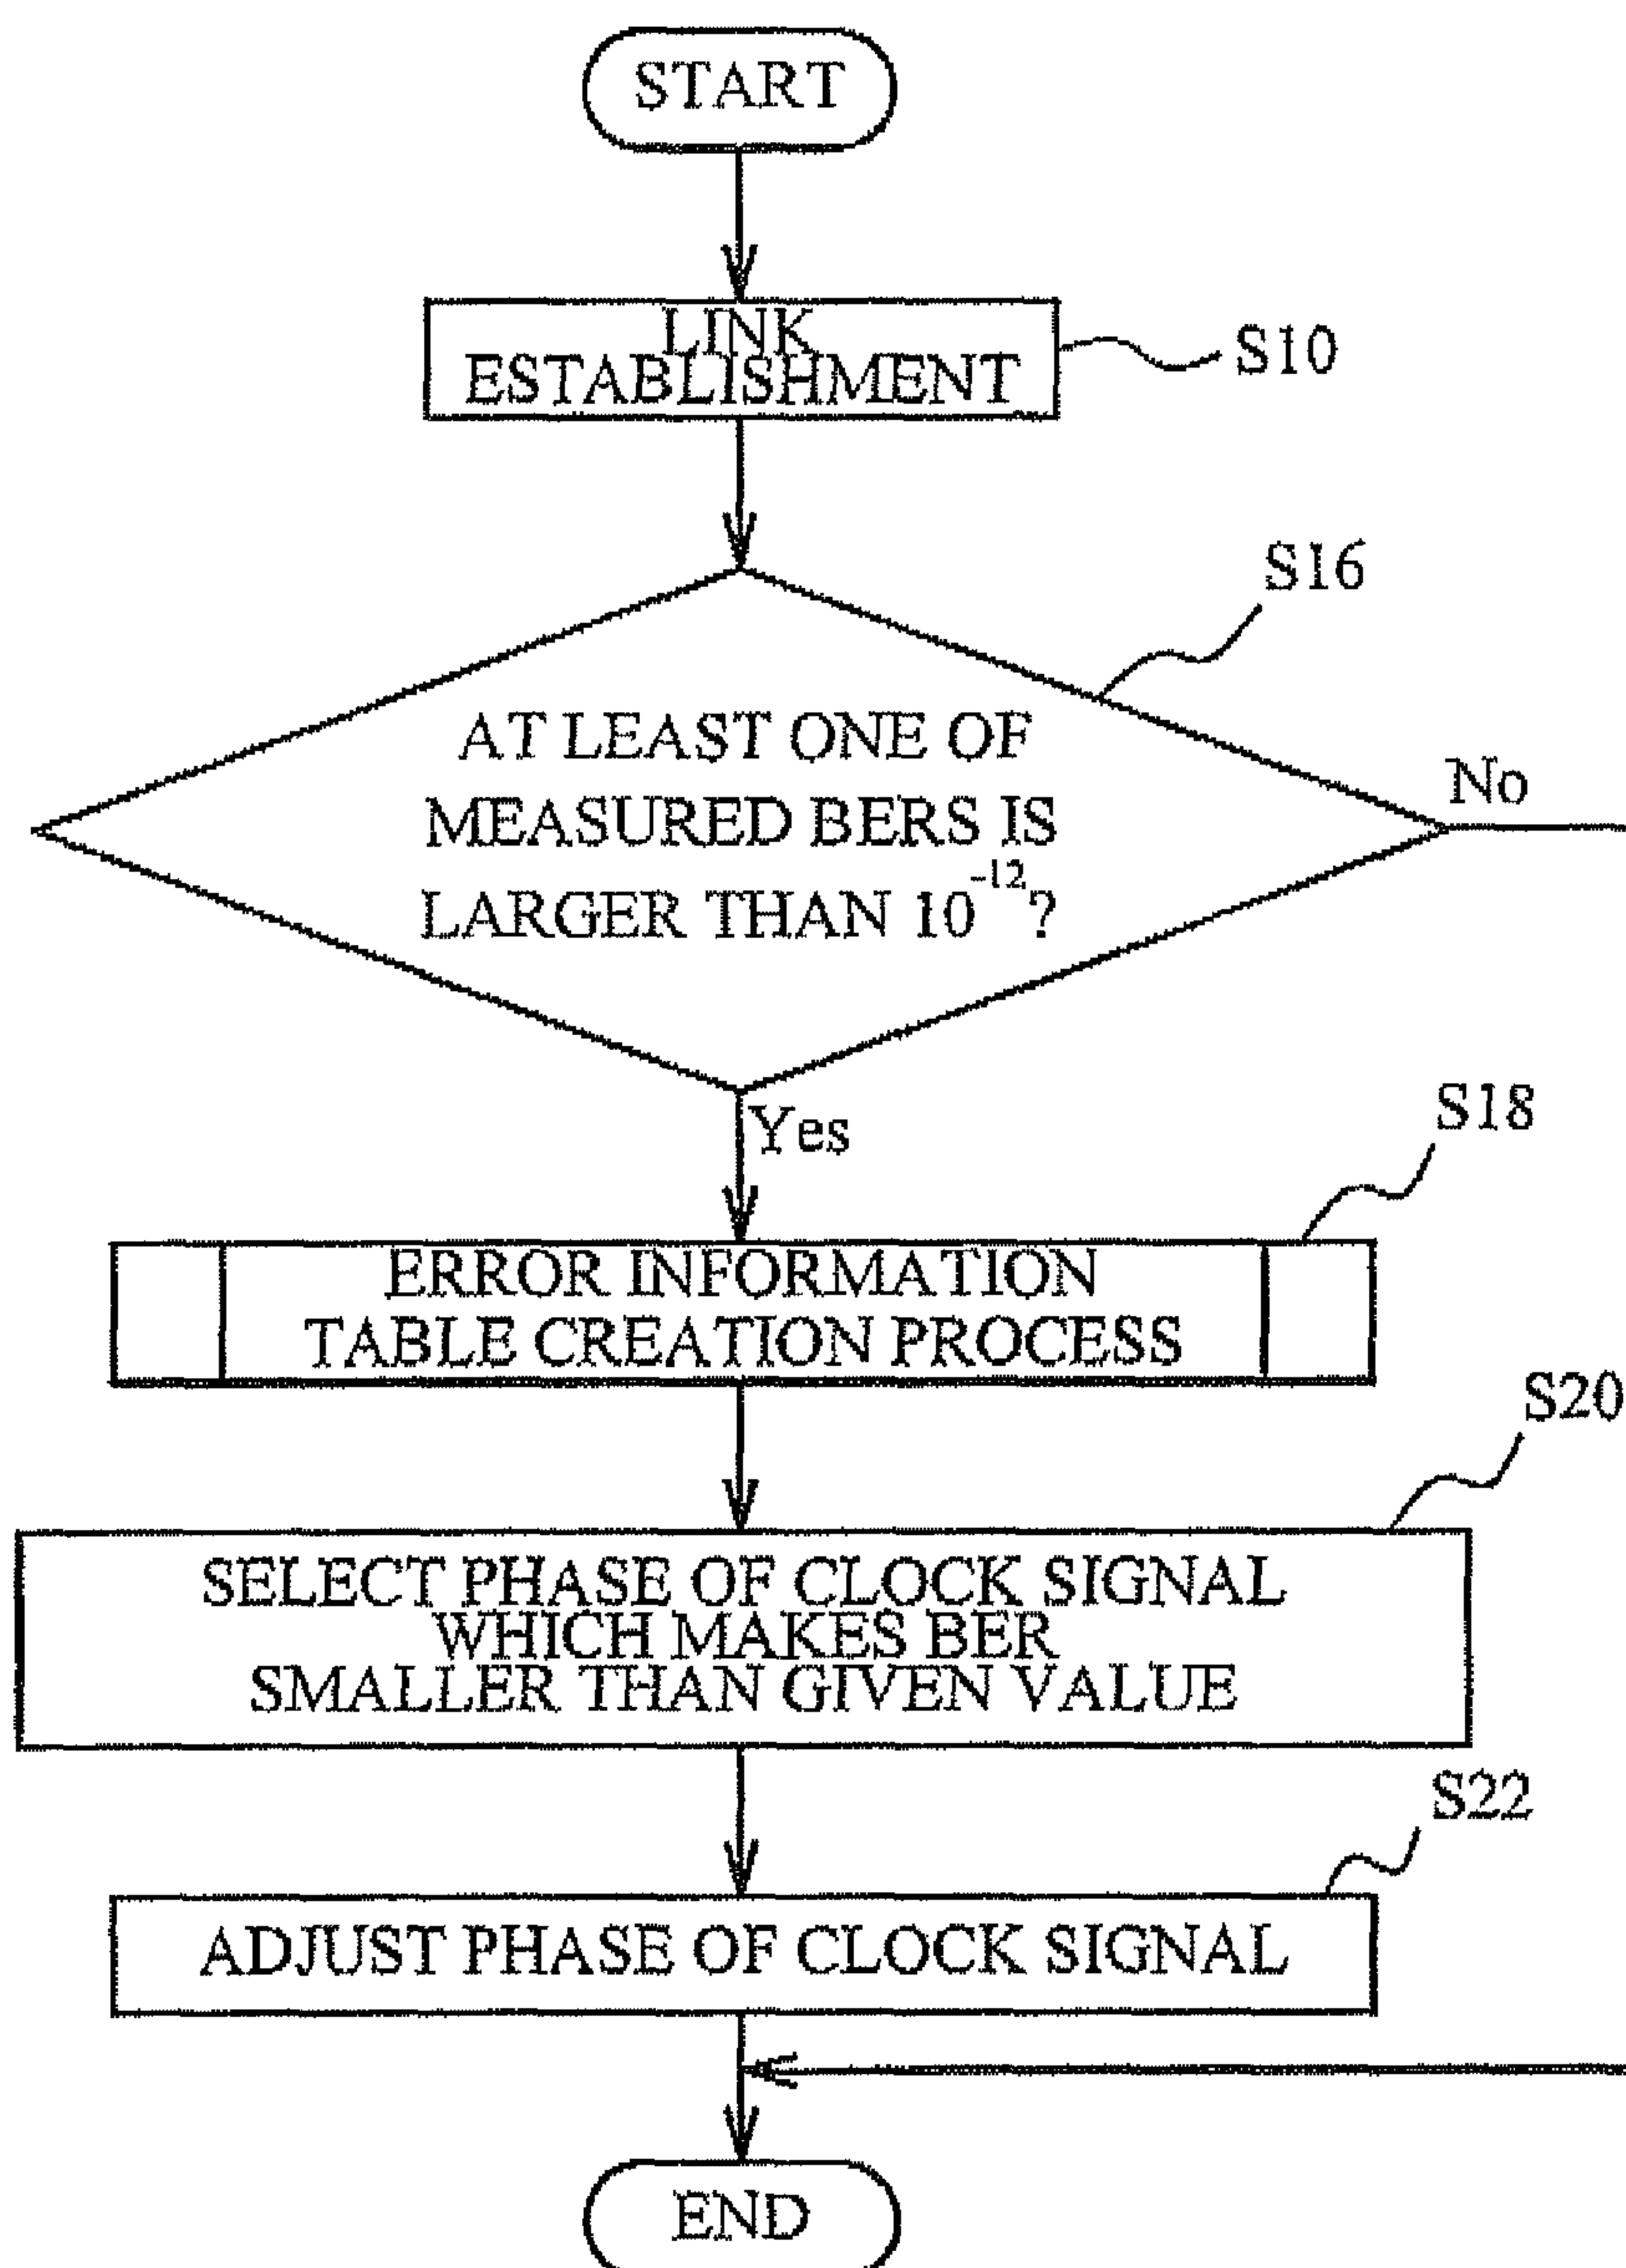 START
LINK
ESTABLISHMENT
S10
S16
AT LEAST ONE OF
MEASURED BERS IS
LARGER THAN 10⁻¹²?
No
Yes
S18
ERROR INFORMATION
TABLE CREATION PROCESS
S20
SELECT PHASE OF CLOCK SIGNAL
WHICH MAKES BER
SMALLER THAN GIVEN VALUE
S22
ADJUST PHASE OF CLOCK SIGNAL
END